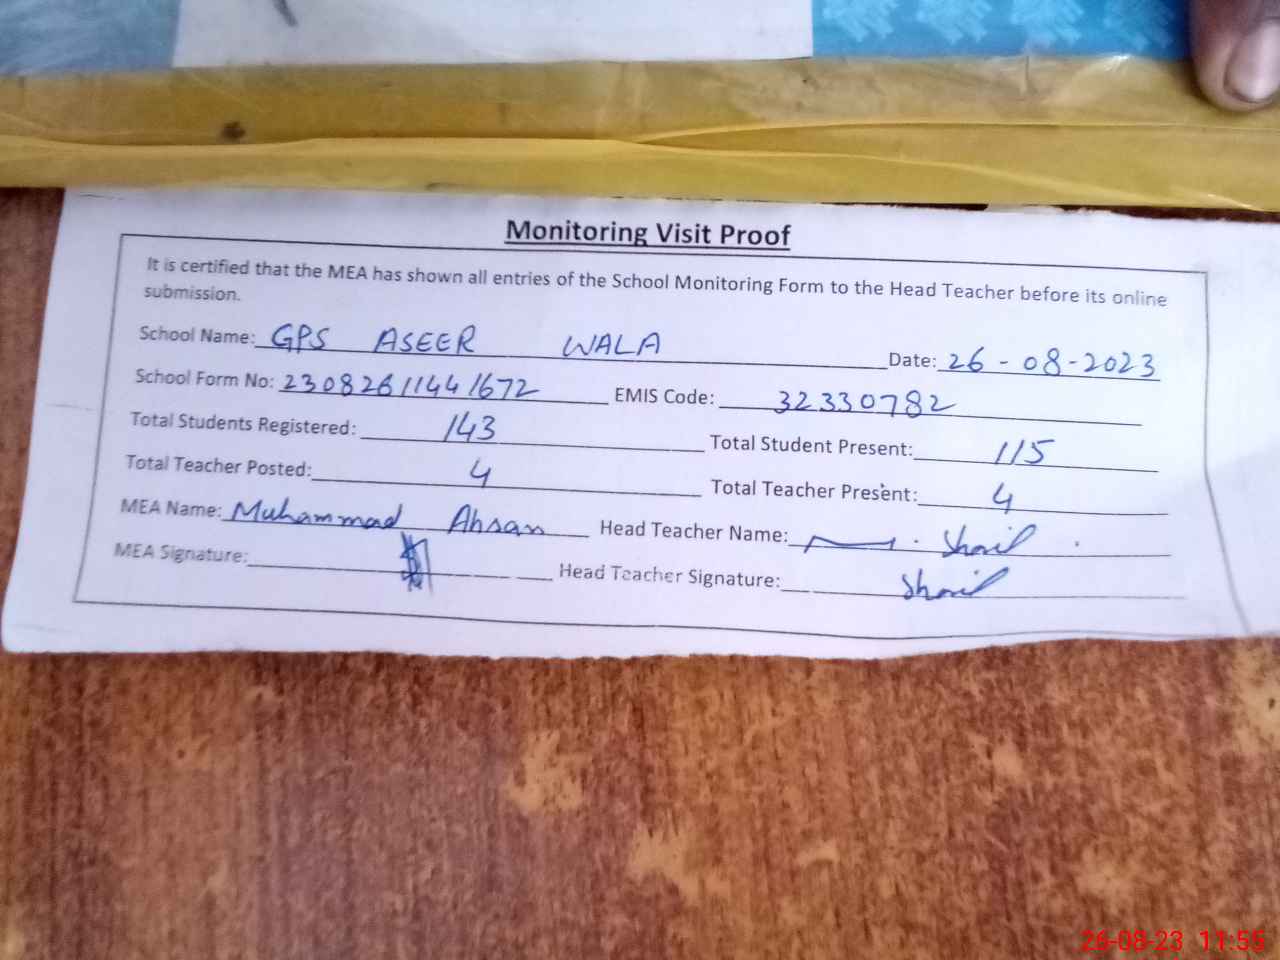 Monitoring Visit Proof
It is certified that the MEA has shown all entries of the School Monitoring Form to the Head Teacher before its online
submission.
School Name: GPS ASEER WALA Date: 26-08-2023
School Form No: 23082611441672 EMIS Code: 32330782
Total Students Registered: 143 Total Student Present: 115
Total Teacher Posted: 4 Total Teacher Present: 4
MEA Name: Muhammad Ahsan Head Teacher Name:
MEA Signature: Head Teacher Signature:
26-08-23 11:55